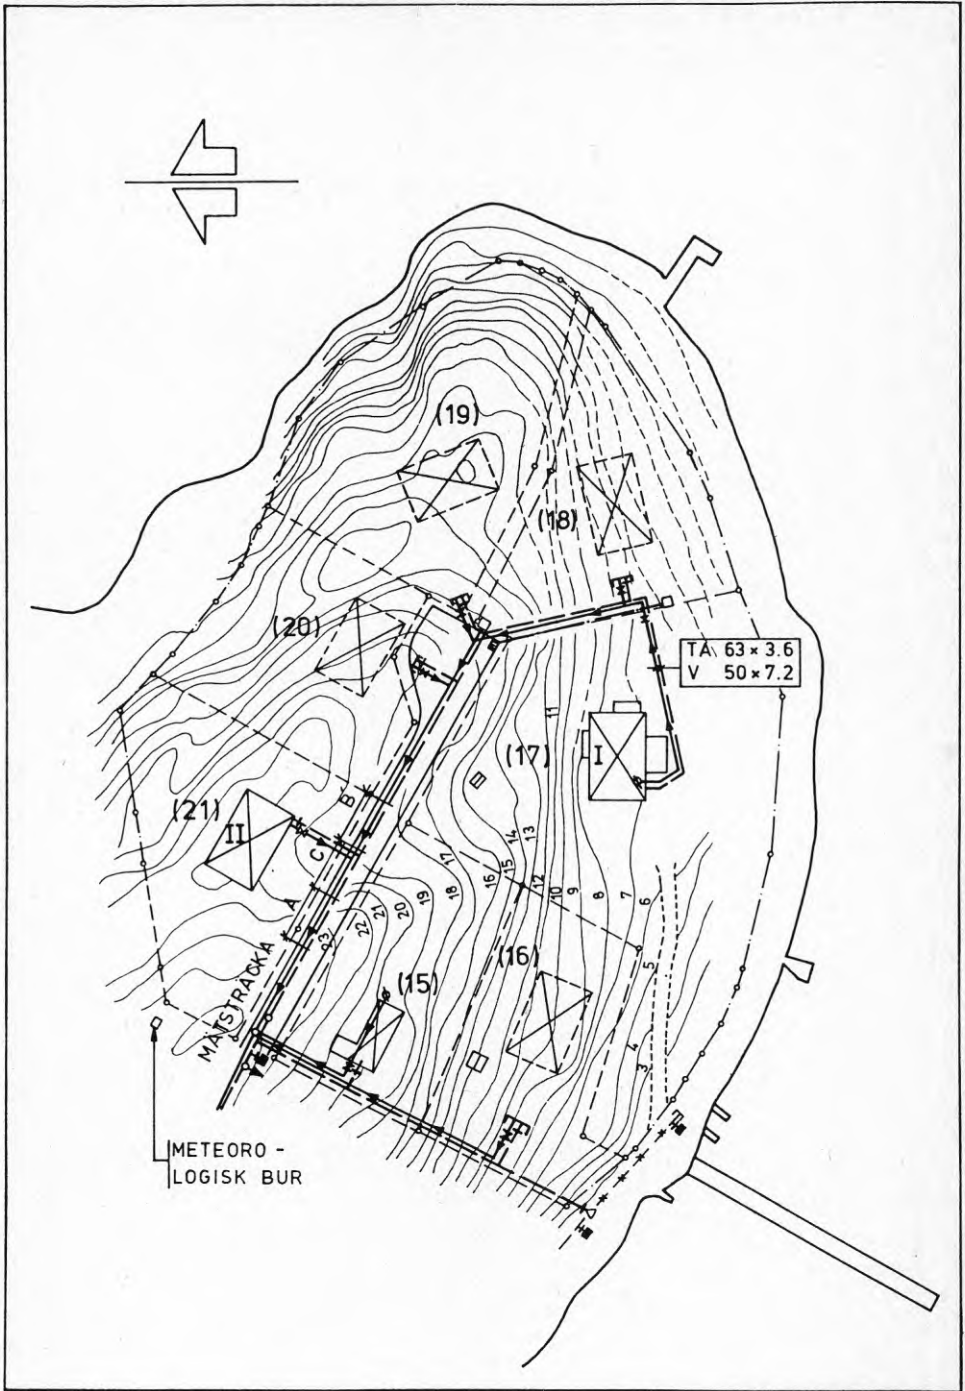 (19)
(18)
(20)
TA 63 × 3.6
V 50 × 7.2
11
(17)
I
(21)
II
B
C
A
14
13
17
15
16
12
10
9
8
7
6
18
19
20
21
22
23
5
4
3
(16)
(15)
MÄTSTRÄCKA
METEORO -
LOGISK BUR